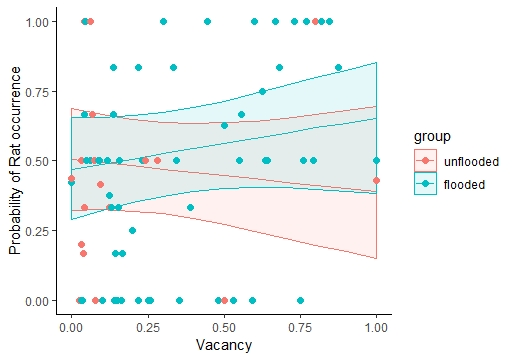 1.00
0.75
0.50
0.25
0.00
Probability of Rat occurrence
0.00 0.25 0.50 0.75 1.00
Vacancy
group
unflooded
flooded